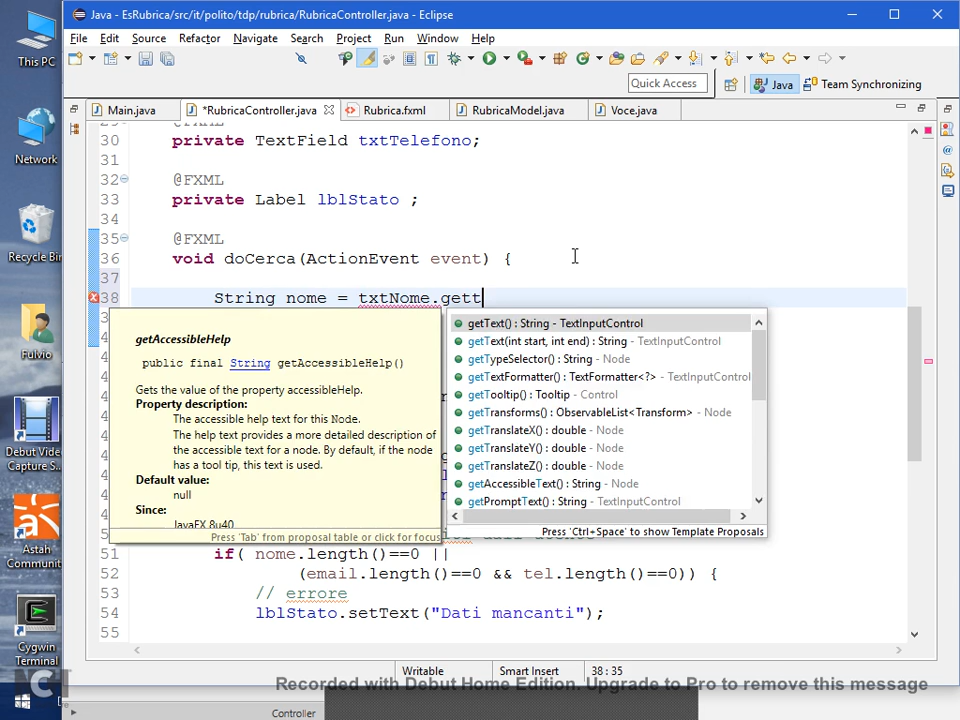 Java - EsRubrica/src/it/polito/tdp/rubrica/RubricaController.java - Eclipse
File Edit Source Refactor Navigate Search Project Run Window Help
Quick Access
Java
Team Synchronizing
Main.java
*RubricaController.java
Rubrica.fxml
RubricaModel.java
Voce.java
This PC
Network
Recycle Bin
Fulvio
Debut Video
Capture S...
Astah
Communit
Cygwin
Terminal
30 private TextField txtTelefono;
31
32 @FXML
33 private Label lblStato ;
34
35 @FXML
36 void doCerca(ActionEvent event) {
37
38 String nome = txtNome.gett
getAccessibleHelp
public final String getAccessibleHelp()
Gets the value of the property accessibleHelp.
Property description:
The accessible help text for this Node.
The help text provides a more detailed description of
the accessible text for a node. By default, if the node
has a tool tip, this text is used.
Default value:
null
Since:
JavaFX 8u40
Press 'Tab' from proposal table or click for focus
getText() : String - TextInputControl
getText(int start, int end) : String - TextInputControl
getTypeSelector() : String - Node
getTextFormatter() : TextFormatter<?> - TextInputControl
getTooltip() : Tooltip - Control
getTransforms() : ObservableList<Transform> - Node
getTranslateX() : double - Node
getTranslateY() : double - Node
getTranslateZ() : double - Node
getAccessibleText() : String - Node
getPromptText() : String - TextInputControl
Press 'Ctrl+Space' to show Template Proposals
51 if( nome.length()==0 ||
52 (email.length()==0 && tel.length()==0)) {
53 // errore
54 lblStato.setText("Dati mancanti");
55
Writable
Smart Insert
38 : 35
Recorded with Debut Home Edition. Upgrade to Pro to remove this message
Controller